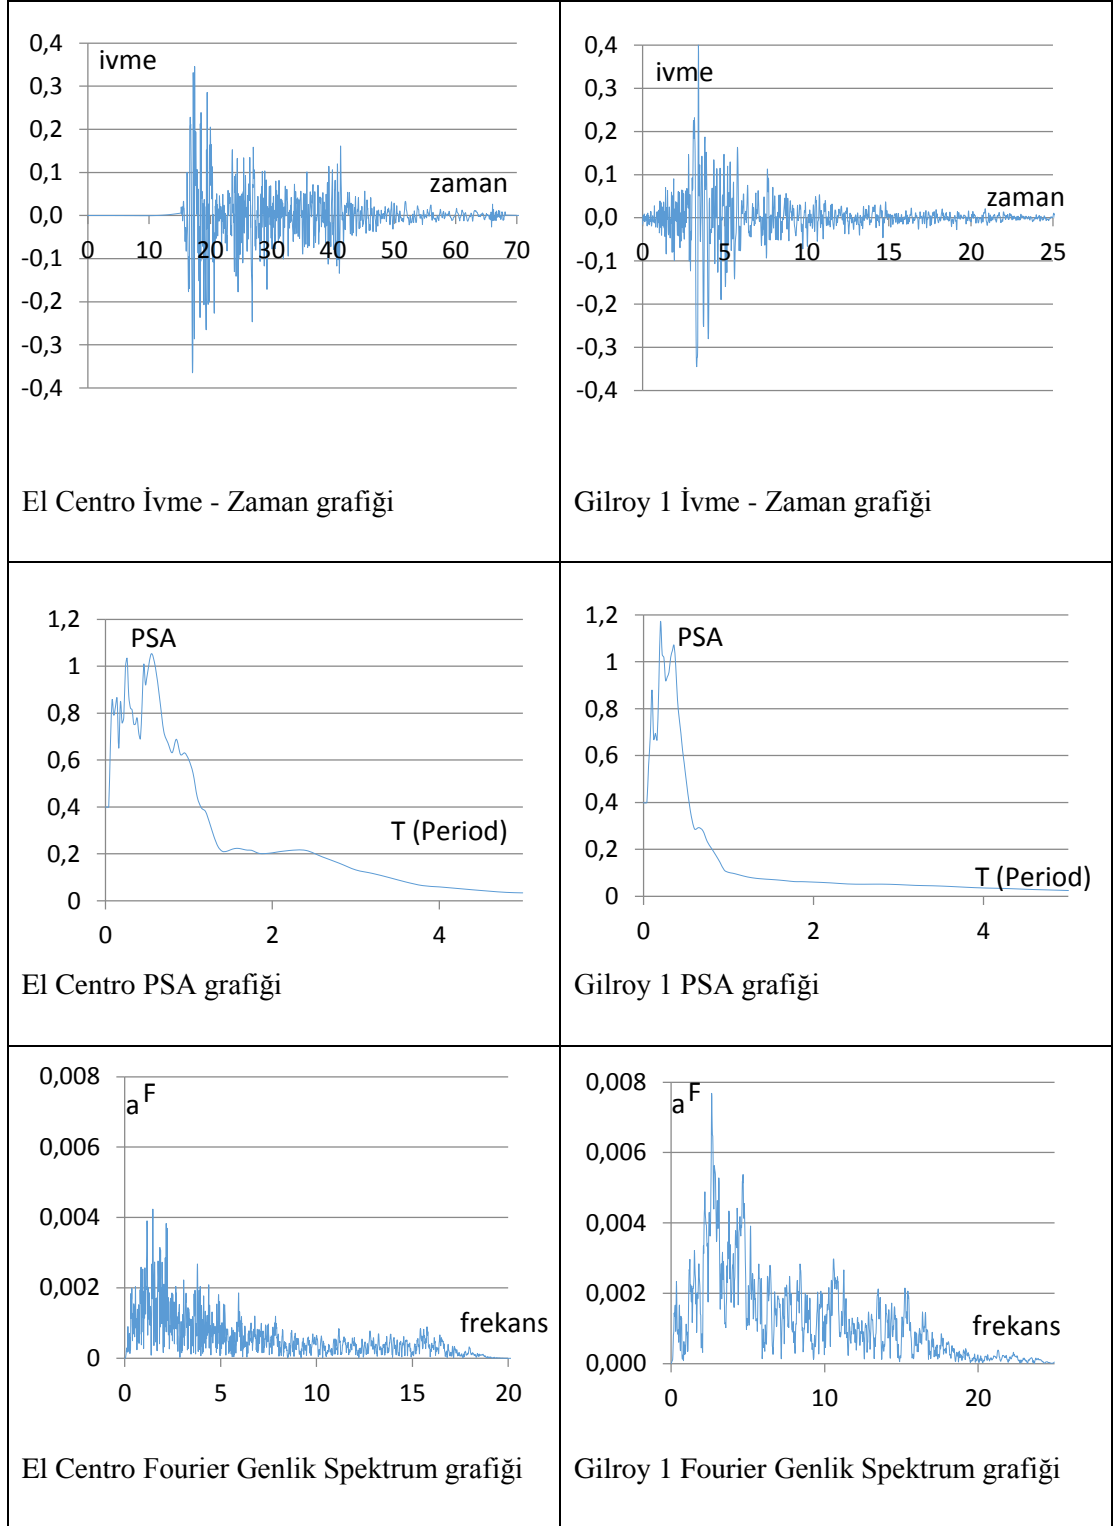 0,4
ivme
0,3
0,2
0,1
zaman
0,0
0 10 20 30 40 50 60 70
-0,1
-0,2
-0,3
-0,4
El Centro İvme - Zaman grafiği
0,4
ivme
0,3
0,2
0,1
zaman
0,0
0 5 10 15 20 25
-0,1
-0,2
-0,3
-0,4
Gilroy 1 İvme - Zaman grafiği
1,2
PSA
1
0,8
0,6
0,4
T (Period)
0,2
0
0 2 4
El Centro PSA grafiği
1,2
PSA
1
0,8
0,6
0,4
0,2
T (Period)
0
0 2 4
Gilroy 1 PSA grafiği
0,008
a F
0,006
0,004
0,002
frekans
0
0 5 10 15 20
El Centro Fourier Genlik Spektrum grafiği
0,008
a F
0,006
0,004
0,002
frekans
0,000
0 10 20
Gilroy 1 Fourier Genlik Spektrum grafiği